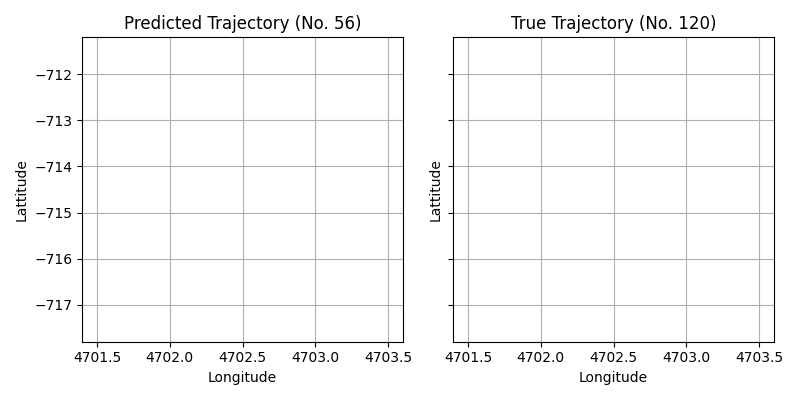 Predicted Trajectory (No. 56)
−712
−713
−714
−715
−716
−717
Lattitude
4701.5 4702.0 4702.5 4703.0 4703.5
Longitude
True Trajectory (No. 120)
Lattitude
4701.5 4702.0 4702.5 4703.0 4703.5
Longitude